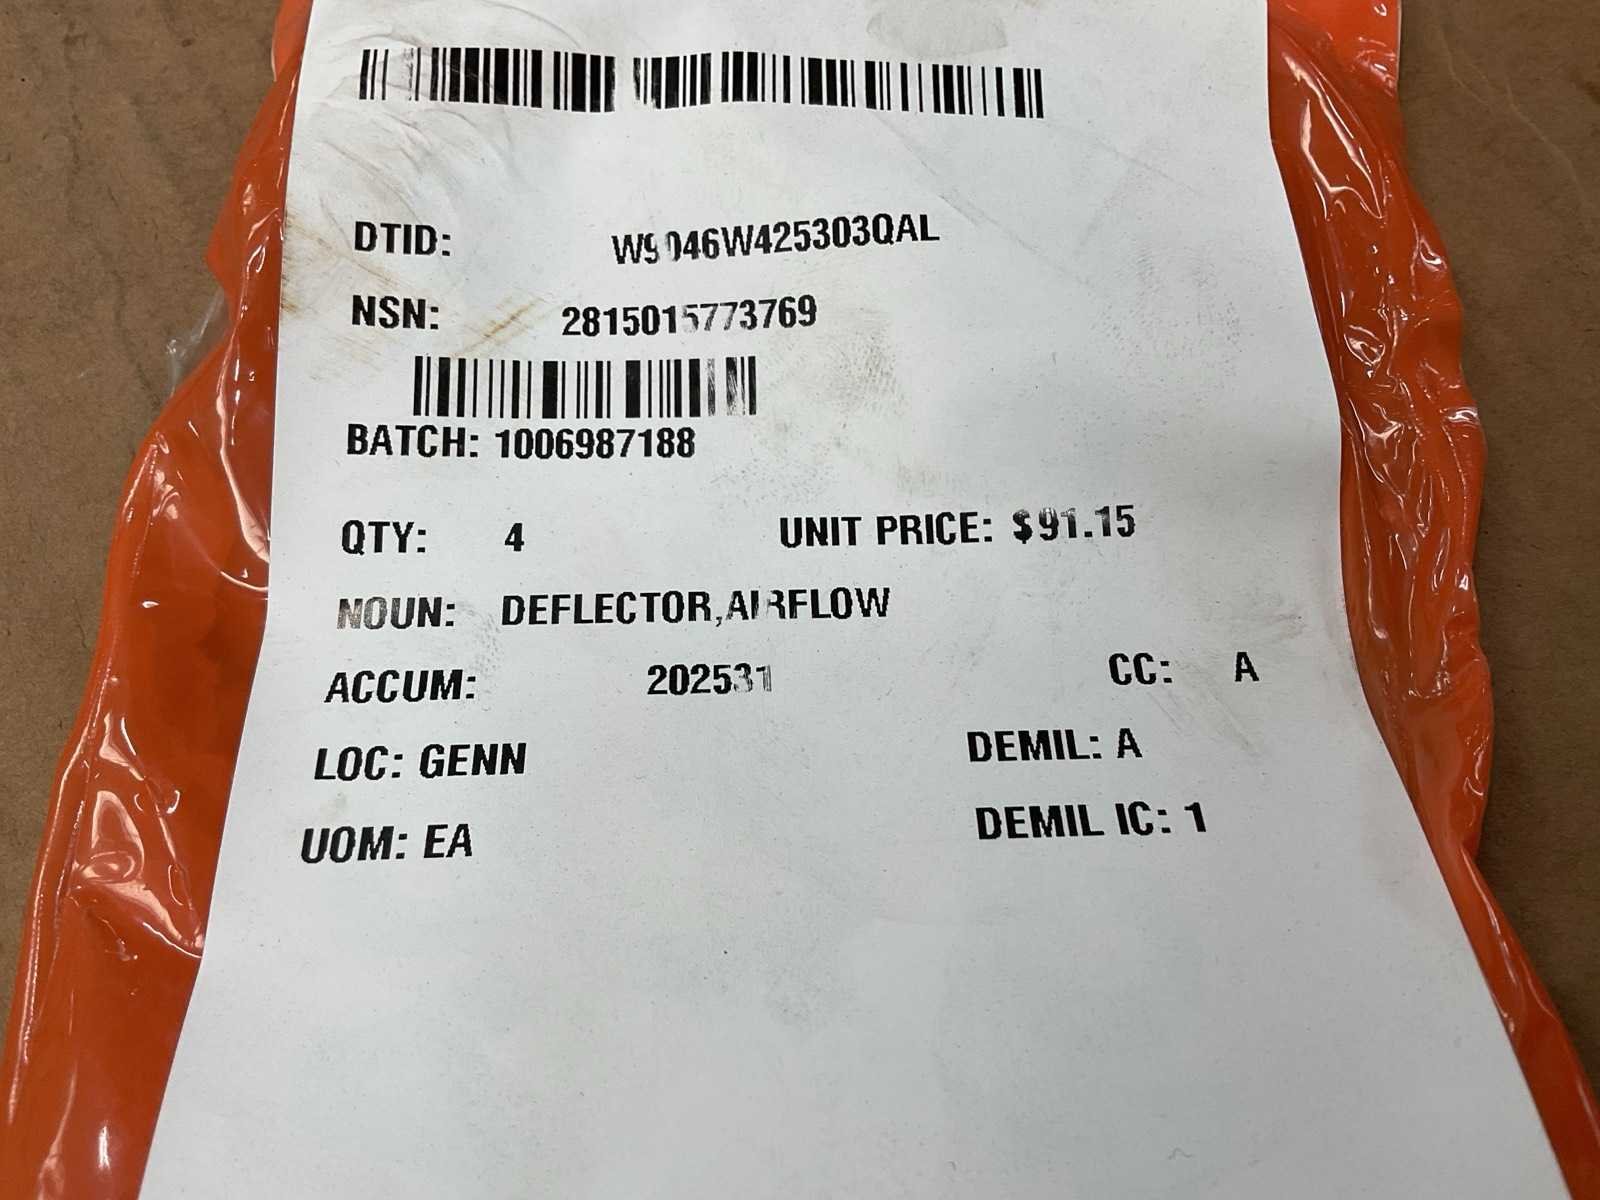 DTID: W9046W425303QAL
NSN: 2815015773769
BATCH: 1006987188
QTY: 4 UNIT PRICE: $91.15
NOUN: DEFLECTOR,AIRFLOW
ACCUM: 202531 CC: A
LOC: GENN DEMIL: A
UOM: EA DEMIL IC: 1